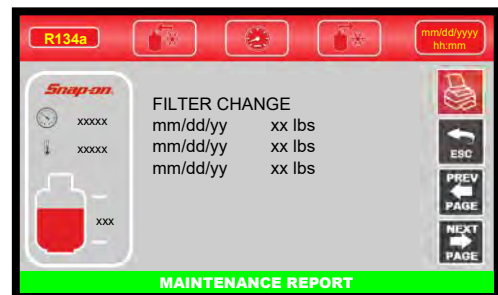 R134a
mm/dd/yyyy
hh:mm
Snap-on
xxxxx
xxxxx
xxx
FILTER CHANGE
mm/dd/yy xx lbs
mm/dd/yy xx lbs
mm/dd/yy xx lbs
ESC
PREV
PAGE
NEXT
PAGE
MAINTENANCE REPORT